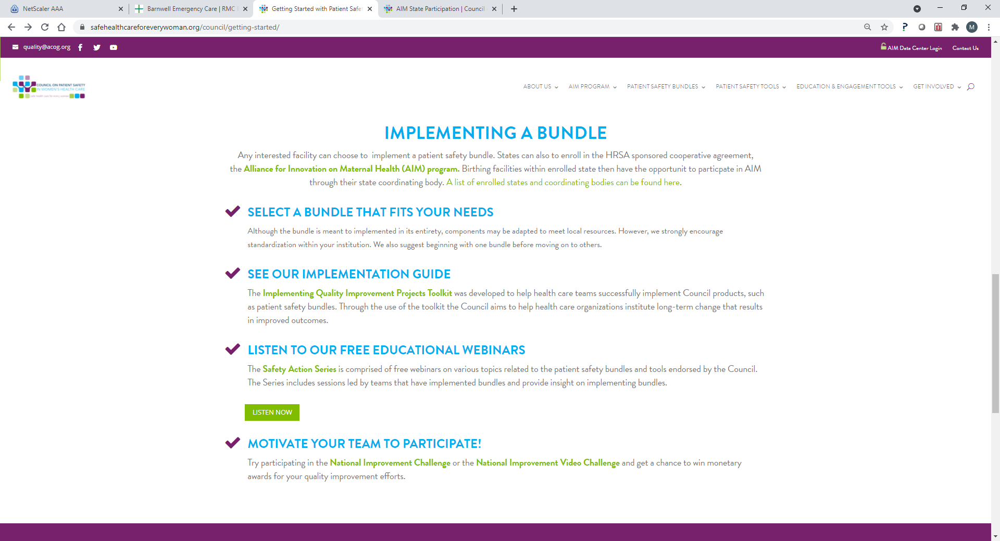 NetScaler AAA
Barnwell Emergency Care | RMC
Getting Started with Patient Safe
AIM State Participation | Council
safehealthcareforeverywoman.org/council/getting-started/
M
quality@acog.org
AIM Data Center Login
Contact Us
COUNCIL ON PATIENT SAFETY
IN WOMEN'S HEALTH CARE
safe health care for every woman
ABOUT US
AIM PROGRAM
PATIENT SAFETY BUNDLES
PATIENT SAFETY TOOLS
EDUCATION & ENGAGEMENT TOOLS
GET INVOLVED
IMPLEMENTING A BUNDLE
Any interested facility can choose to implement a patient safety bundle. States can also to enroll in the HRSA sponsored cooperative agreement,
the Alliance for Innovation on Maternal Health (AIM) program. Birthing facilities within enrolled state then have the opportunit to particpate in AIM
through their state coordinating body. A list of enrolled states and coordinating bodies can be found here.
SELECT A BUNDLE THAT FITS YOUR NEEDS
Although the bundle is meant to implemented in its entirety, components may be adapted to meet local resources. However, we strongly encourage
standardization within your institution. We also suggest beginning with one bundle before moving on to others.
SEE OUR IMPLEMENTATION GUIDE
The Implementing Quality Improvement Projects Toolkit was developed to help health care teams successfully implement Council products, such
as patient safety bundles. Through the use of the toolkit the Council aims to help health care organizations institute long-term change that results
in improved outcomes.
LISTEN TO OUR FREE EDUCATIONAL WEBINARS
The Safety Action Series is comprised of free webinars on various topics related to the patient safety bundles and tools endorsed by the Council.
The Series includes sessions led by teams that have implemented bundles and provide insight on implementing bundles.
LISTEN NOW
MOTIVATE YOUR TEAM TO PARTICIPATE!
Try participating in the National Improvement Challenge or the National Improvement Video Challenge and get a chance to win monetary
awards for your quality improvement efforts.